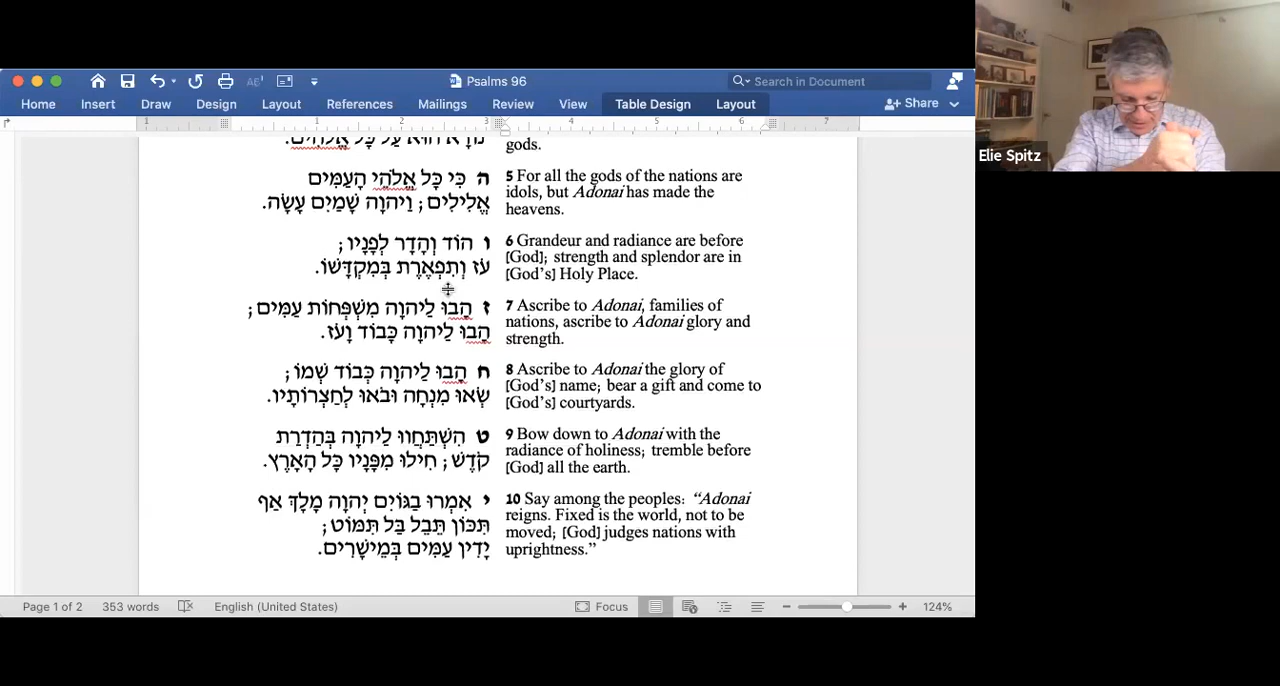 Psalms 96
Search in Document
Home Insert Draw Design Layout References Mailings Review View Table Design Layout Share
1 1 2 3 4 5 6 7
gods.
ה כִּי כָּל אֱלֹהֵי הָעַמִּים
אֱלִילִים; וַיהוָה שָׁמַיִם עָשָׂה.
5 For all the gods of the nations are
idols, but Adonai has made the
heavens.
ו הוֹד וְהָדָר לְפָנָיו;
עֹז וְתִפְאֶרֶת בְּמִקְדָּשׁוֹ.
6 Grandeur and radiance are before
[God]; strength and splendor are in
[God’s] Holy Place.
ז הָבוּ לַיהוָה מִשְׁפְּחוֹת עַמִּים;
הָבוּ לַיהוָה כָּבוֹד וָעֹז.
7 Ascribe to Adonai, families of
nations, ascribe to Adonai glory and
strength.
ח הָבוּ לַיהוָה כְּבוֹד שְׁמוֹ;
שְׂאוּ מִנְחָה וּבֹאוּ לְחַצְרוֹתָיו.
8 Ascribe to Adonai the glory of
[God’s] name; bear a gift and come to
[God’s] courtyards.
ט הִשְׁתַּחֲווּ לַיהוָה בְּהַדְרַת
קֹדֶשׁ; חִילוּ מִפָּנָיו כָּל הָאָרֶץ.
9 Bow down to Adonai with the
radiance of holiness; tremble before
[God] all the earth.
י אִמְרוּ בַגּוֹיִם יְהוָה מָלָךְ אַף
תִּכּוֹן תֵּבֵל בַּל תִּמּוֹט;
יָדִין עַמִּים בְּמֵישָׁרִים.
10 Say among the peoples: “Adonai
reigns. Fixed is the world, not to be
moved; [God] judges nations with
uprightness.”
Page 1 of 2 353 words English (United States) Focus 124%
Elie Spitz